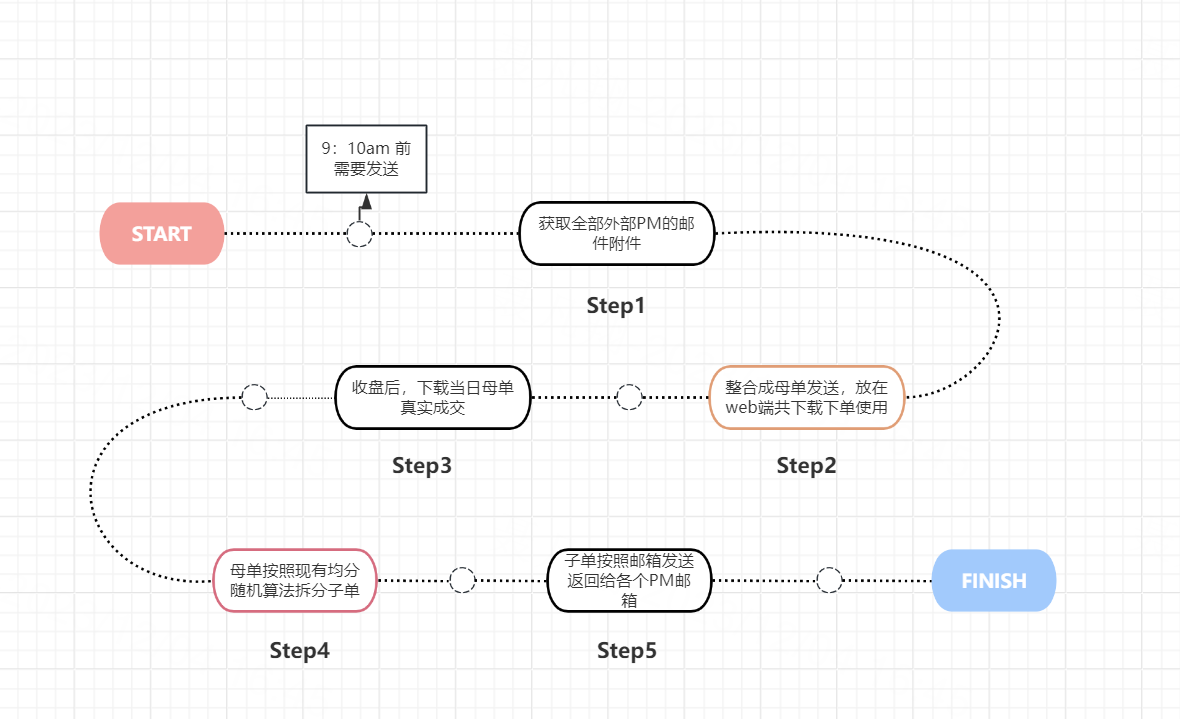 9：10am 前
需要发送
START
获取全部外部PM的邮
件附件
Step1
收盘后，下载当日母单
真实成交
整合成母单发送，放在
web端共下载下单使用
Step3
Step2
母单按照现有均分
随机算法拆分子单
子单按照邮箱发送
返回给各个PM邮
箱
FINISH
Step4
Step5